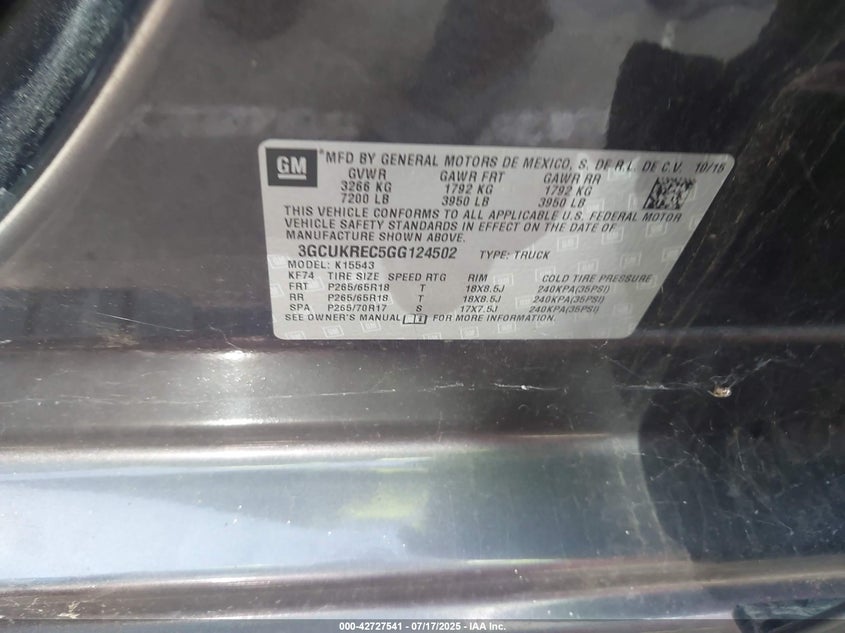 GM
MFD BY GENERAL MOTORS DE MEXICO, S. DE R.L. DE C.V. 10/15
GVWR GAWR FRT GAWR RR
3266 KG 1792 KG 1792 KG
7200 LB 3950 LB 3950 LB
THIS VEHICLE CONFORMS TO ALL APPLICABLE U.S. FEDERAL MOTOR
VEHICLE SAFETY STANDARDS IN EFFECT ON THE DATE OF
MANUFACTURE SHOWN ABOVE.
3GCUKREC5GG124502 TYPE: TRUCK
MODEL: K15543
KF74 TIRE SIZE SPEED RTG RIM COLD TIRE PRESSURE
FRT P265/65R18 T 18X8.5J 240KPA(35PSI)
RR P265/65R18 T 18X8.5J 240KPA(35PSI)
SPA P265/70R17 S 17X7.5J 240KPA(35PSI)
SEE OWNER'S MANUAL FOR MORE INFORMATION.
000-42727541 - 07/17/2025 - IAA Inc.